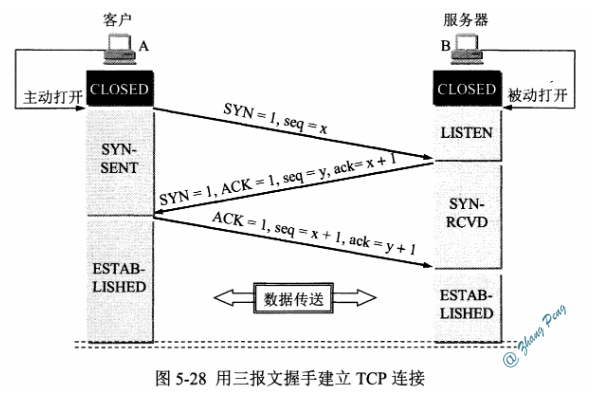 客户
服务器
A
B
主动打开
CLOSED
CLOSED
被动打开
SYN = 1, seq = x
LISTEN
SYN-
SENT
SYN = 1, ACK = 1, seq = y, ack= x + 1
SYN-
RCVD
ACK = 1, seq = x + 1, ack = y + 1
ESTAB-
LISHED
数据传送
ESTAB-
LISHED
@ Zhang Peng
图 5-28 用三报文握手建立 TCP 连接